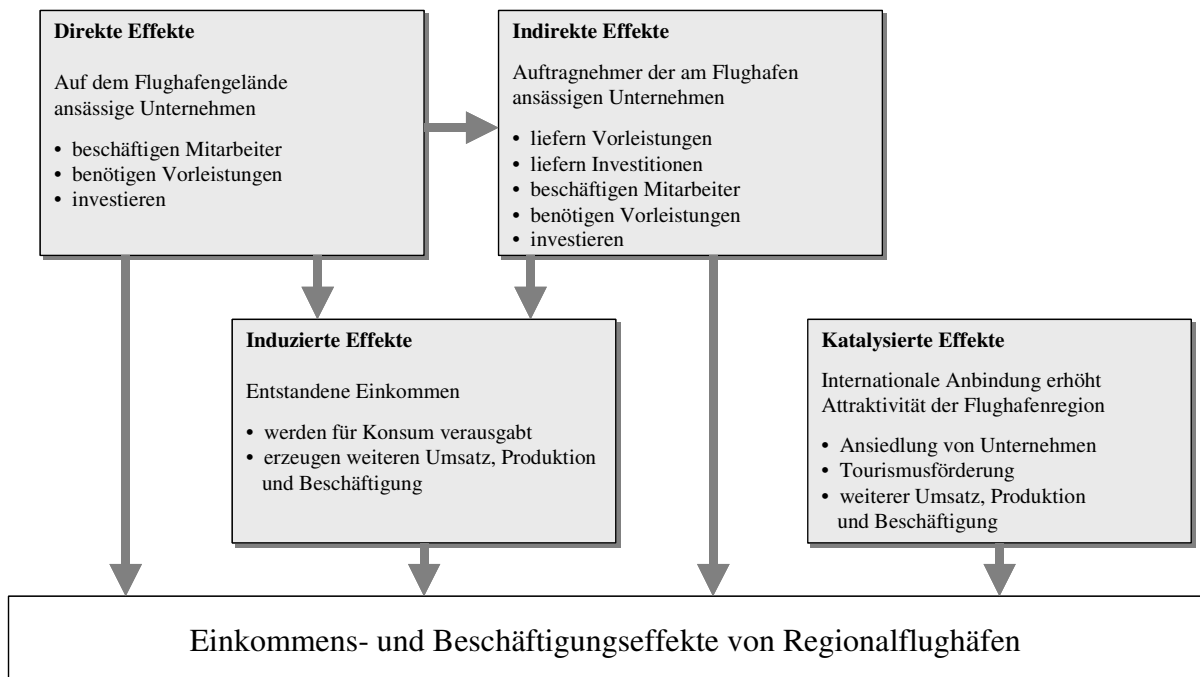 Direkte Effekte
Auf dem Flughafengelände
ansässige Unternehmen
• beschäftigen Mitarbeiter
• benötigen Vorleistungen
• investieren
Indirekte Effekte
Auftragnehmer der am Flughafen
ansässigen Unternehmen
• liefern Vorleistungen
• liefern Investitionen
• beschäftigen Mitarbeiter
• benötigen Vorleistungen
• investieren
Induzierte Effekte
Entstandene Einkommen
• werden für Konsum verausgabt
• erzeugen weiteren Umsatz, Produktion
und Beschäftigung
Katalysierte Effekte
Internationale Anbindung erhöht
Attraktivität der Flughafenregion
• Ansiedlung von Unternehmen
• Tourismusförderung
• weiterer Umsatz, Produktion
und Beschäftigung
Einkommens- und Beschäftigungseffekte von Regionalflughäfen